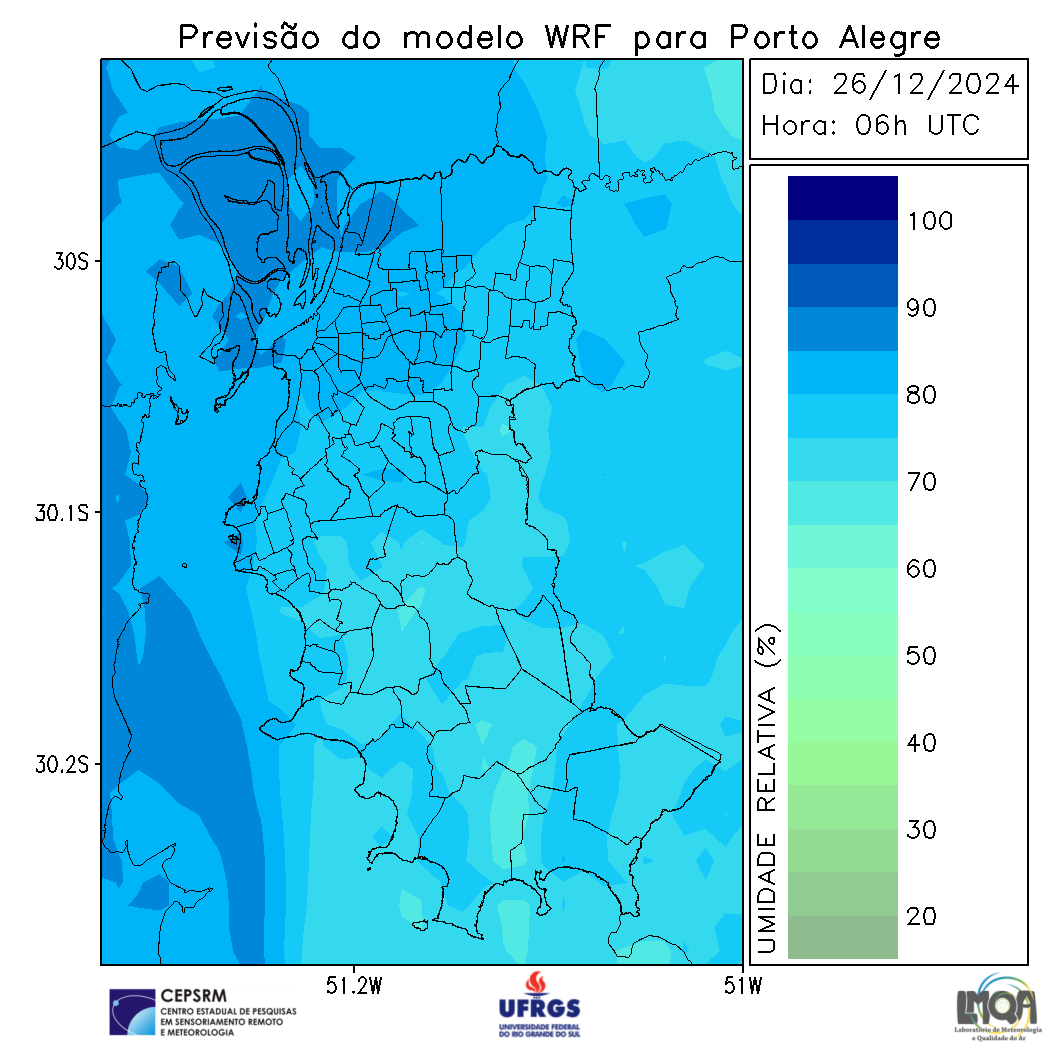 Previsão do modelo WRF para Porto Alegre
Dia: 26/12/2024
Hora: 06h UTC
100
90
80
70
60
50
40
30
20
UMIDADE RELATIVA (%)
30S
30.1S
30.2S
51.2W
51W
CEPSRM
CENTRO ESTADUAL DE PESQUISAS
EM SENSORIAMENTO REMOTO
E METEOROLOGIA
UFRGS
UNIVERSIDADE FEDERAL
DO RIO GRANDE DO SUL
LMQA
Laboratório de Meteorologia
e Qualidade do Ar